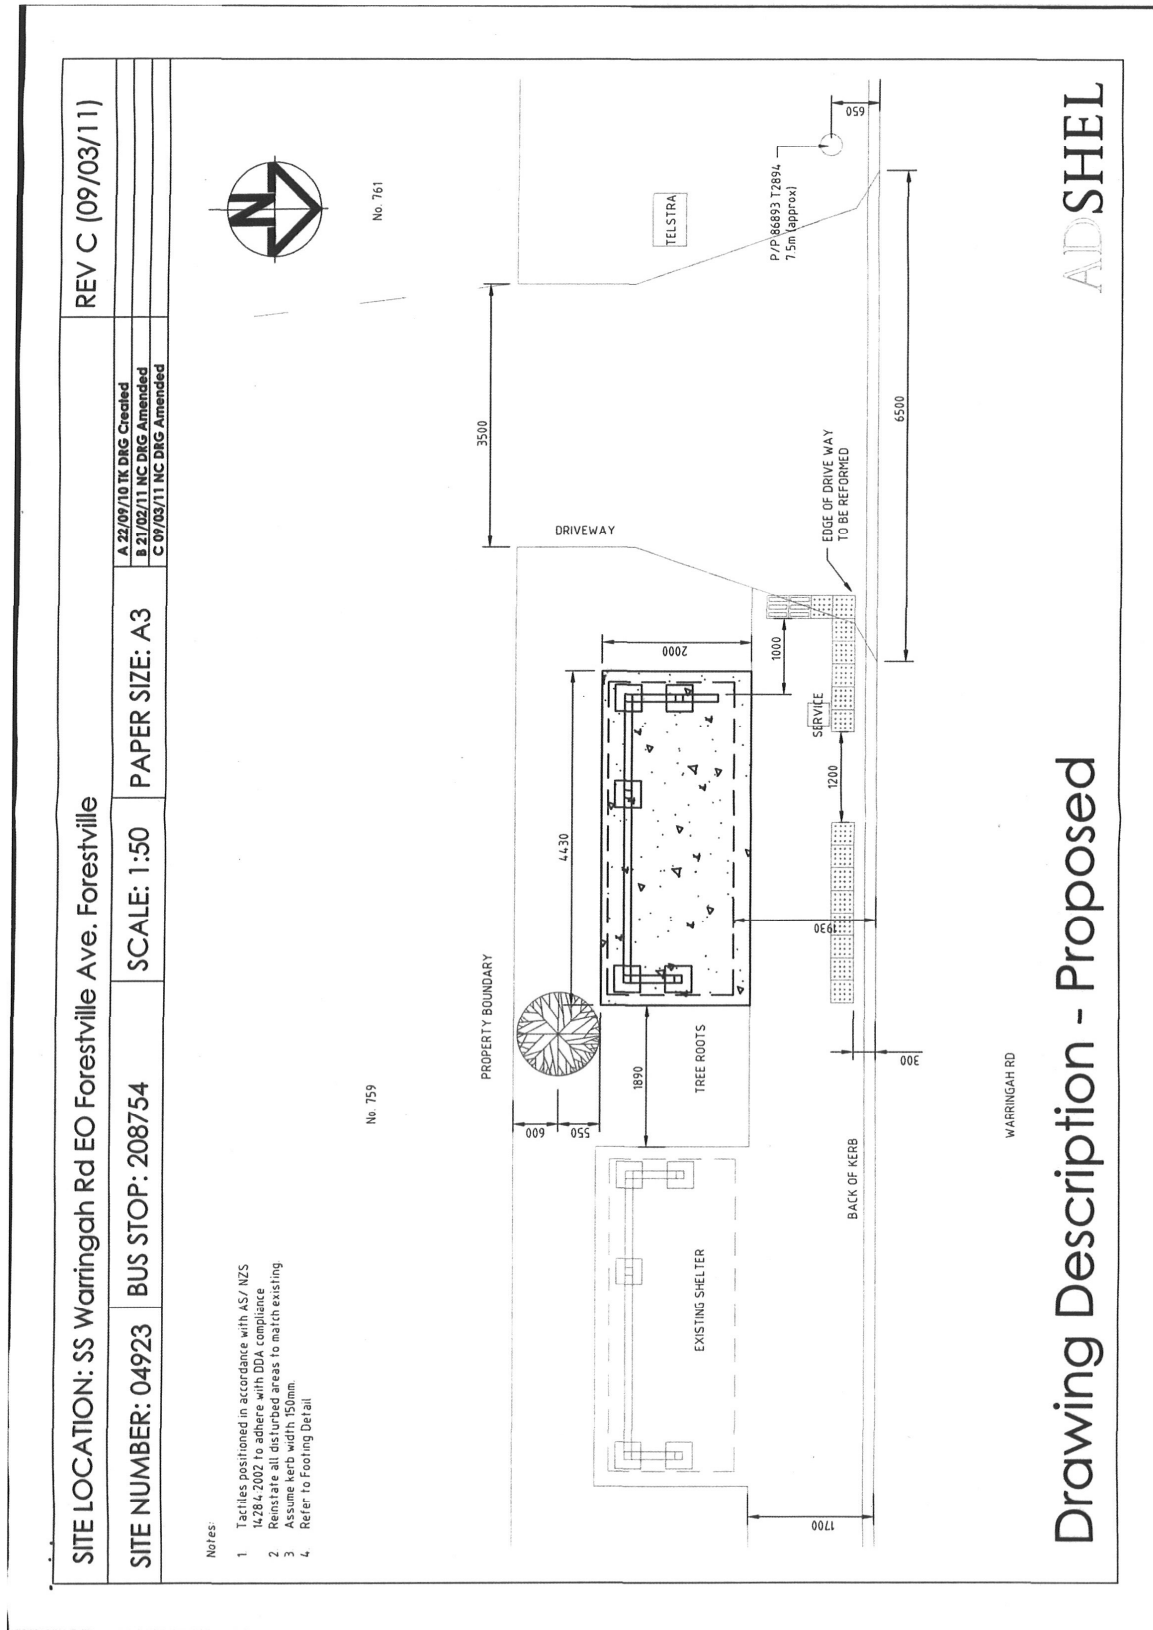 SITE LOCATION: SS Warringah Rd EO Forestville Ave. Forestville
REV C (09/03/11)
SITE NUMBER: 04923
BUS STOP: 208754
SCALE: 1:50
PAPER SIZE: A3
A 22/09/10 TK DRG Created
B 21/02/11 NC DRG Amended
C 09/03/11 NC DRG Amended
Notes:
1 Tactiles positioned in accordance with AS/ NZS
1428.4:2002 to adhere with DDA compliance
2 Reinstate all disturbed areas to match existing
3 Assume kerb width 150mm.
4 Refer to Footing Detail
N
No. 759
No. 761
PROPERTY BOUNDARY
3500
DRIVEWAY
TELSTRA
600
550
4430
2000
1890
TREE ROOTS
EXISTING SHELTER
1000
P/P 86893 T2894
7.5m (approx)
650
SERVICE
1200
1930
EDGE OF DRIVE WAY
TO BE REFORMED
BACK OF KERB
300
1700
6500
WARRINGAH RD
Drawing Description - Proposed
ADSHEL